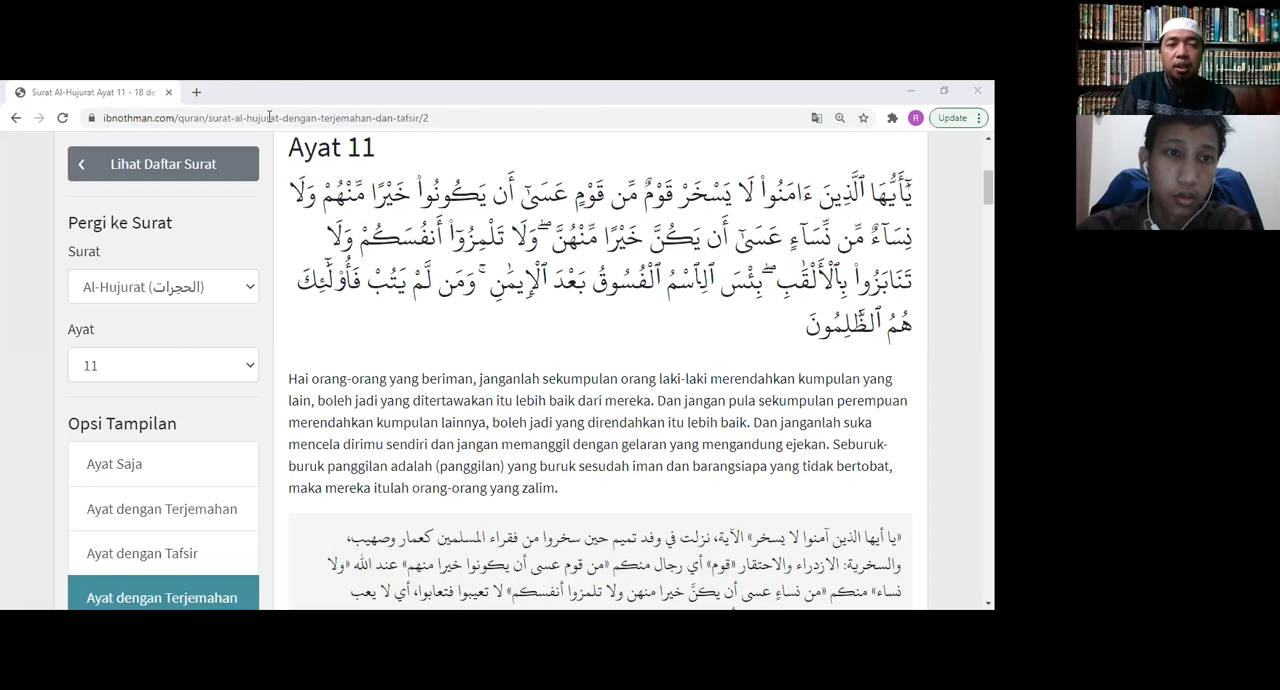 Surat Al-Hujurat Ayat 11 - 18 de
ibnothman.com/quran/surat-al-hujurat-dengan-terjemahan-dan-tafsir/2
R
Update
Lihat Daftar Surat
Pergi ke Surat
Surat
Al-Hujurat (الحجرات)
Ayat
11
Opsi Tampilan
Ayat Saja
Ayat dengan Terjemahan
Ayat dengan Tafsir
Ayat dengan Terjemahan
Ayat 11
يَٰٓأَيُّهَا ٱلَّذِينَ ءَامَنُوا۟ لَا يَسْخَرْ قَوْمٌ مِّن قَوْمٍ عَسَىٰٓ أَن يَكُونُوا۟ خَيْرًا مِّنْهُمْ وَلَا
نِسَآءٌ مِّن نِّسَآءٍ عَسَىٰٓ أَن يَكُنَّ خَيْرًا مِّنْهُنَّ ۖ وَلَا تَلْمِزُوٓا۟ أَنفُسَكُمْ وَلَا
تَنَابَزُوا۟ بِٱلْأَلْقَٰبِ ۖ بِئْسَ ٱلِٱسْمُ ٱلْفُسُوقُ بَعْدَ ٱلْإِيمَٰنِ ۚ وَمَن لَّمْ يَتُبْ فَأُو۟لَٰٓئِكَ
هُمُ ٱلظَّٰلِمُونَ
Hai orang-orang yang beriman, janganlah sekumpulan orang laki-laki merendahkan kumpulan yang
lain, boleh jadi yang ditertawakan itu lebih baik dari mereka. Dan jangan pula sekumpulan perempuan
merendahkan kumpulan lainnya, boleh jadi yang direndahkan itu lebih baik. Dan janganlah suka
mencela dirimu sendiri dan jangan memanggil dengan gelaran yang mengandung ejekan. Seburuk-
buruk panggilan adalah (panggilan) yang buruk sesudah iman dan barangsiapa yang tidak bertobat,
maka mereka itulah orang-orang yang zalim.
«يا أيها الذين آمنوا لا يسخر» الآية، نزلت في وفد تميم حين سخروا من فقراء المسلمين كعمار وصهيب،
والسخرية: الازدراء والاحتقار «قوم» أي رجال منكم «من قوم عسى أن يكونوا خيرا منهم» عند الله «ولا
نساء» منكم «من نساءٍ عسى أن يكنَّ خيرا منهن ولا تلمزوا أنفسكم» لا تعيبوا فتعابوا، أي لا يعب